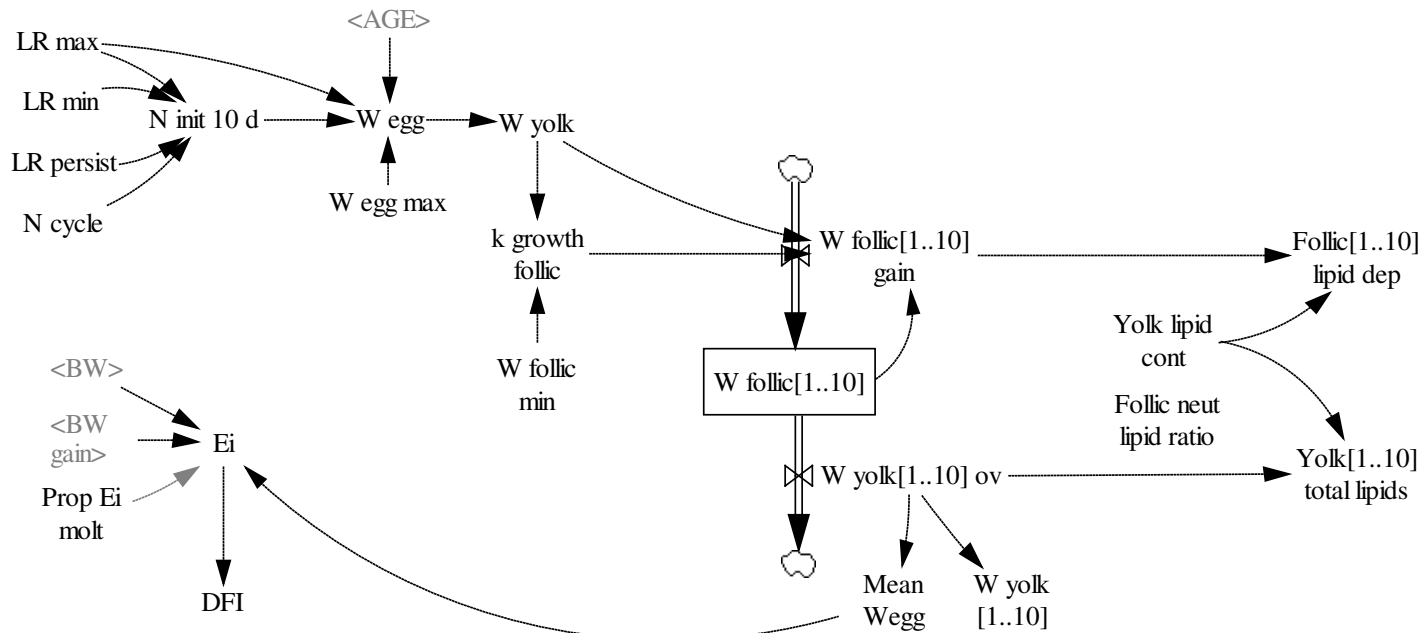 <AGE>
LR max
LR min
N init 10 d
W egg
W yolk
LR persist
W egg max
N cycle
k growth
follic
W follic[1..10]
gain
Follic[1..10]
lipid dep
Yolk lipid
cont
<BW>
W follic
min
W follic[1..10]
Follic neut
lipid ratio
<BW
gain>
Ei
Prop Ei
molt
W yolk[1..10] ov
Yolk[1..10]
total lipids
DFI
Mean
Wegg
W yolk
[1..10]